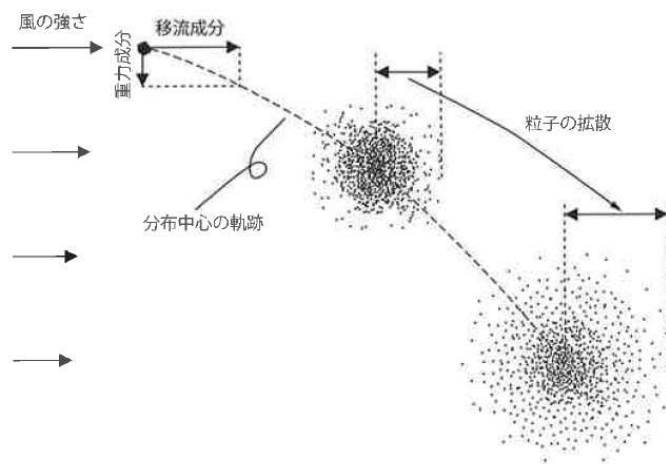 風の強さ
移流成分
重力成分
粒子の拡散
分布中心の軌跡